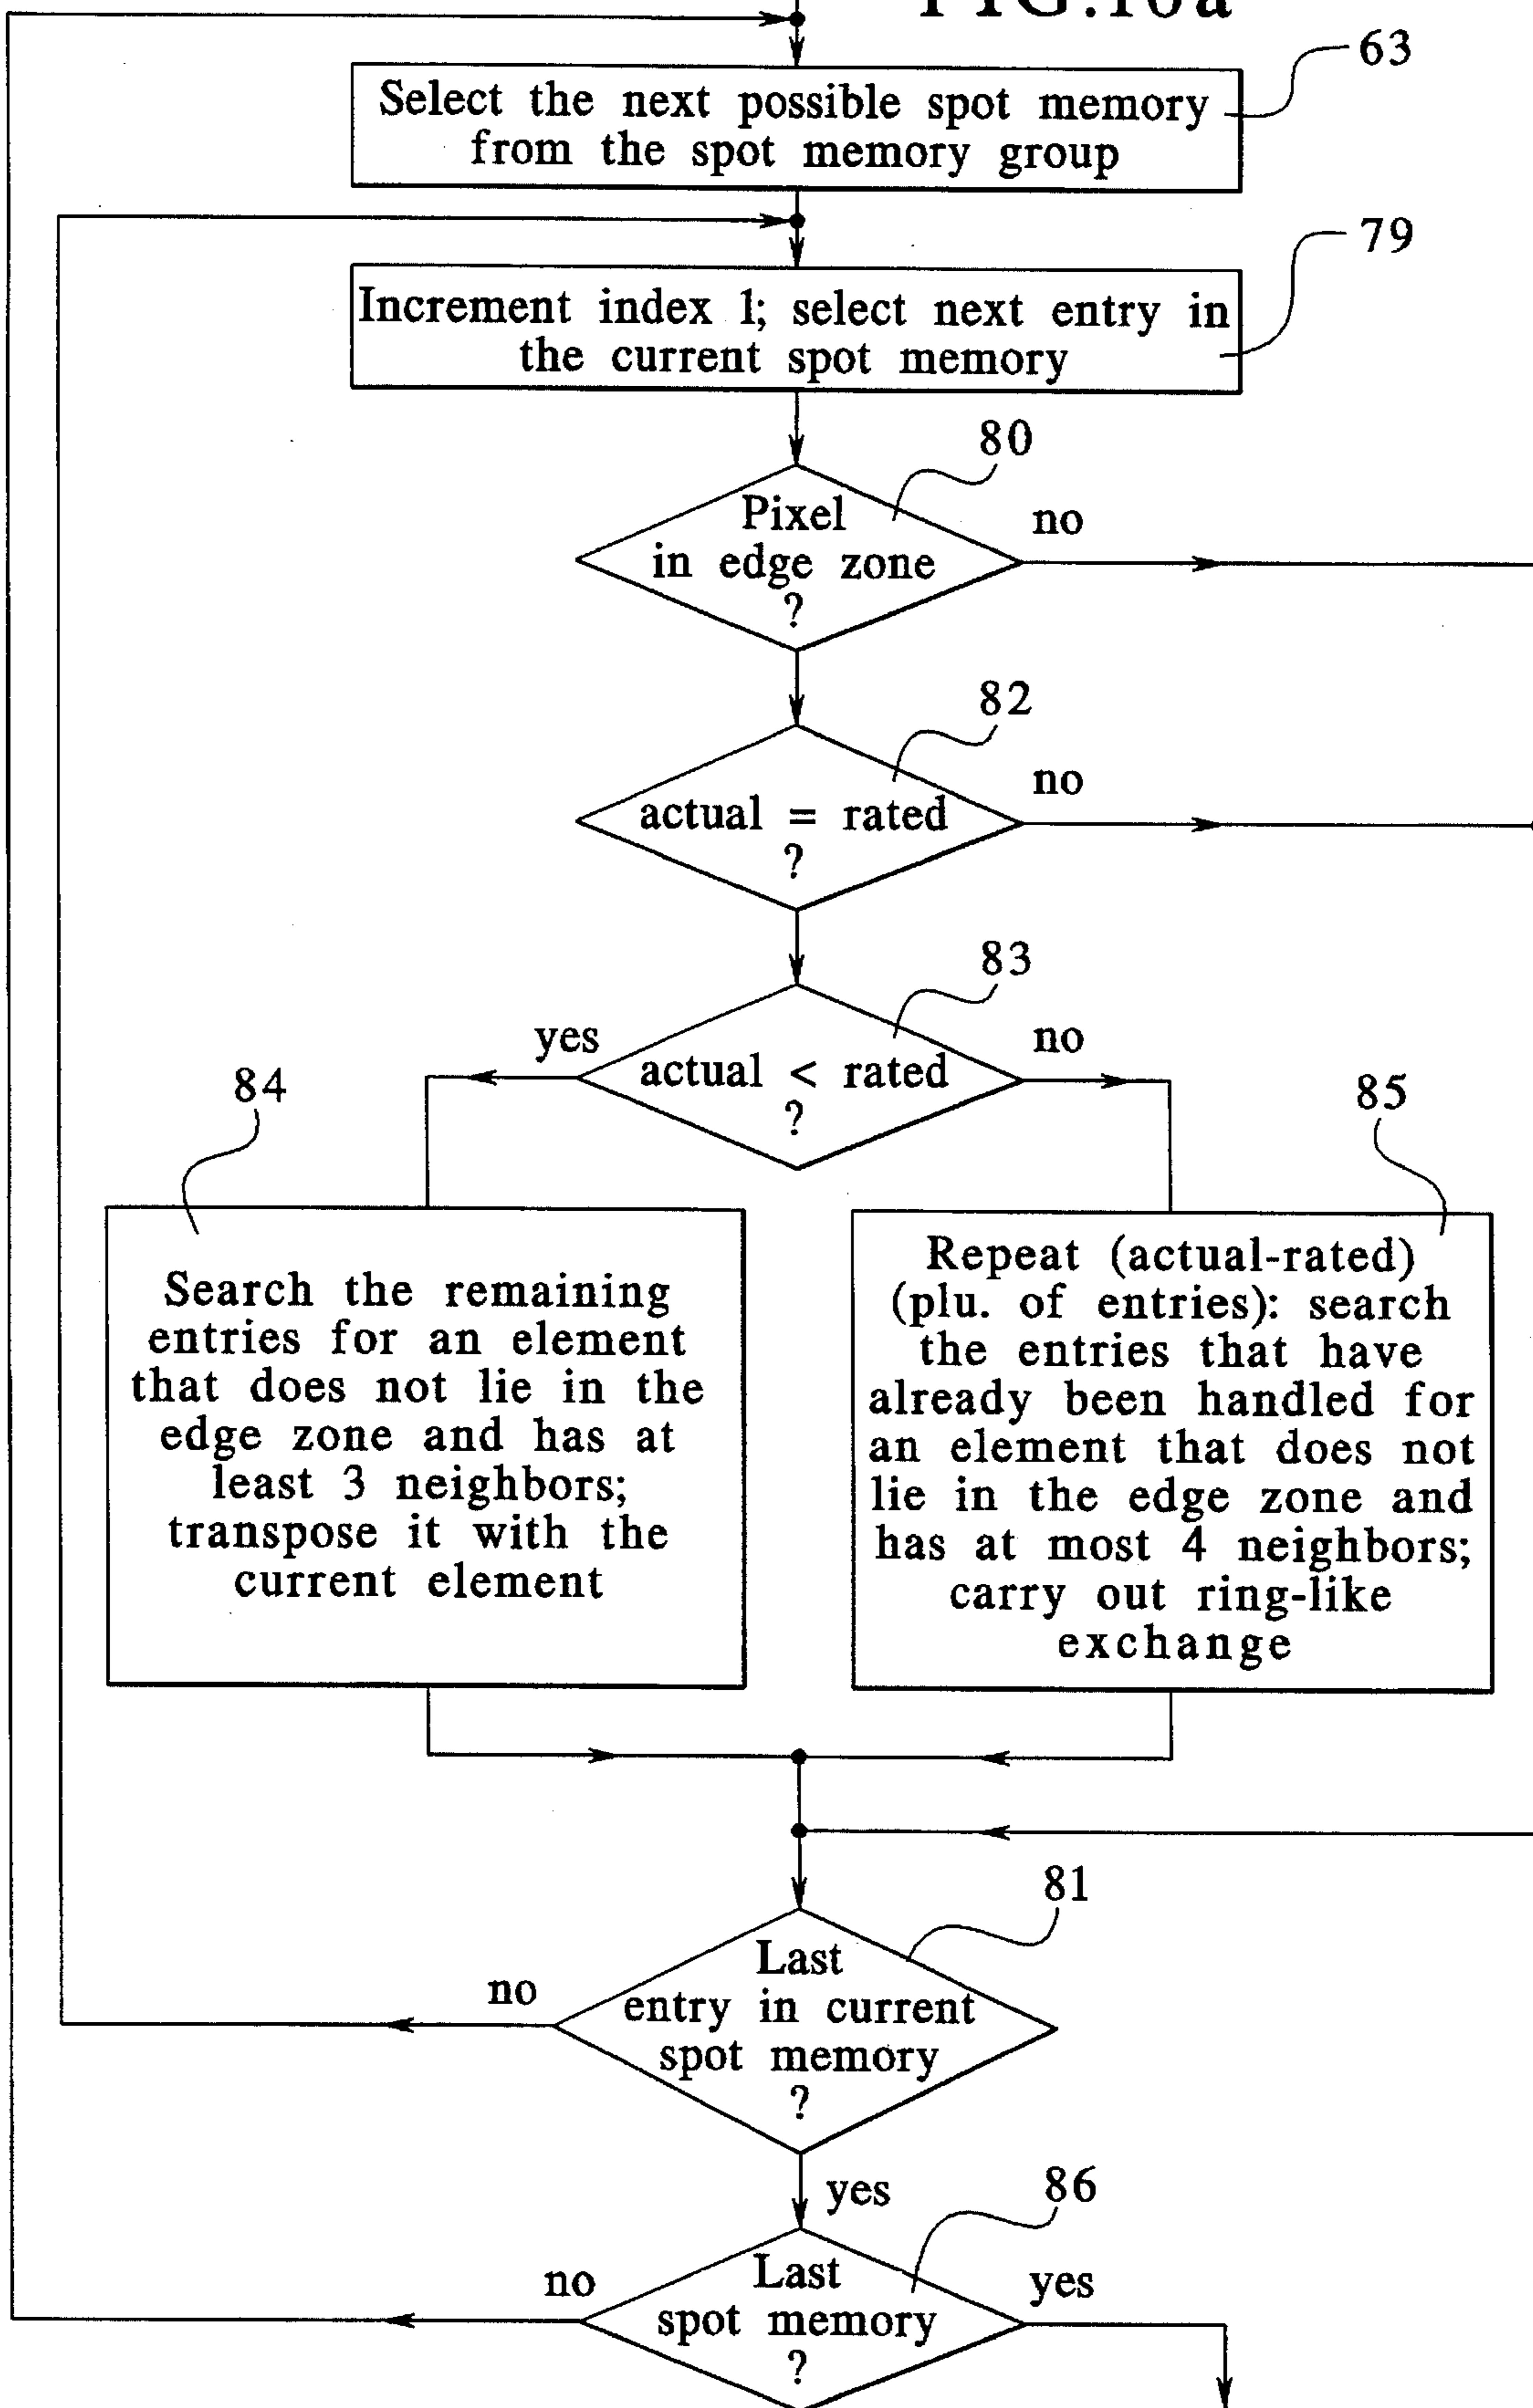 FIG.16a
63
Select the next possible spot memory
from the spot memory group
79
Increment index 1; select next entry in
the current spot memory
80
Pixel
in edge zone
?
no
82
actual = rated
?
no
83
yes
actual < rated
?
no
84
Search the remaining
entries for an element
that does not lie in the
edge zone and has at
least 3 neighbors;
transpose it with the
current element
85
Repeat (actual-rated)
(plu. of entries): search
the entries that have
already been handled for
an element that does not
lie in the edge zone and
has at most 4 neighbors;
carry out ring-like
exchange
81
Last
entry in current
spot memory
?
no
yes
86
Last
spot memory
?
no
yes